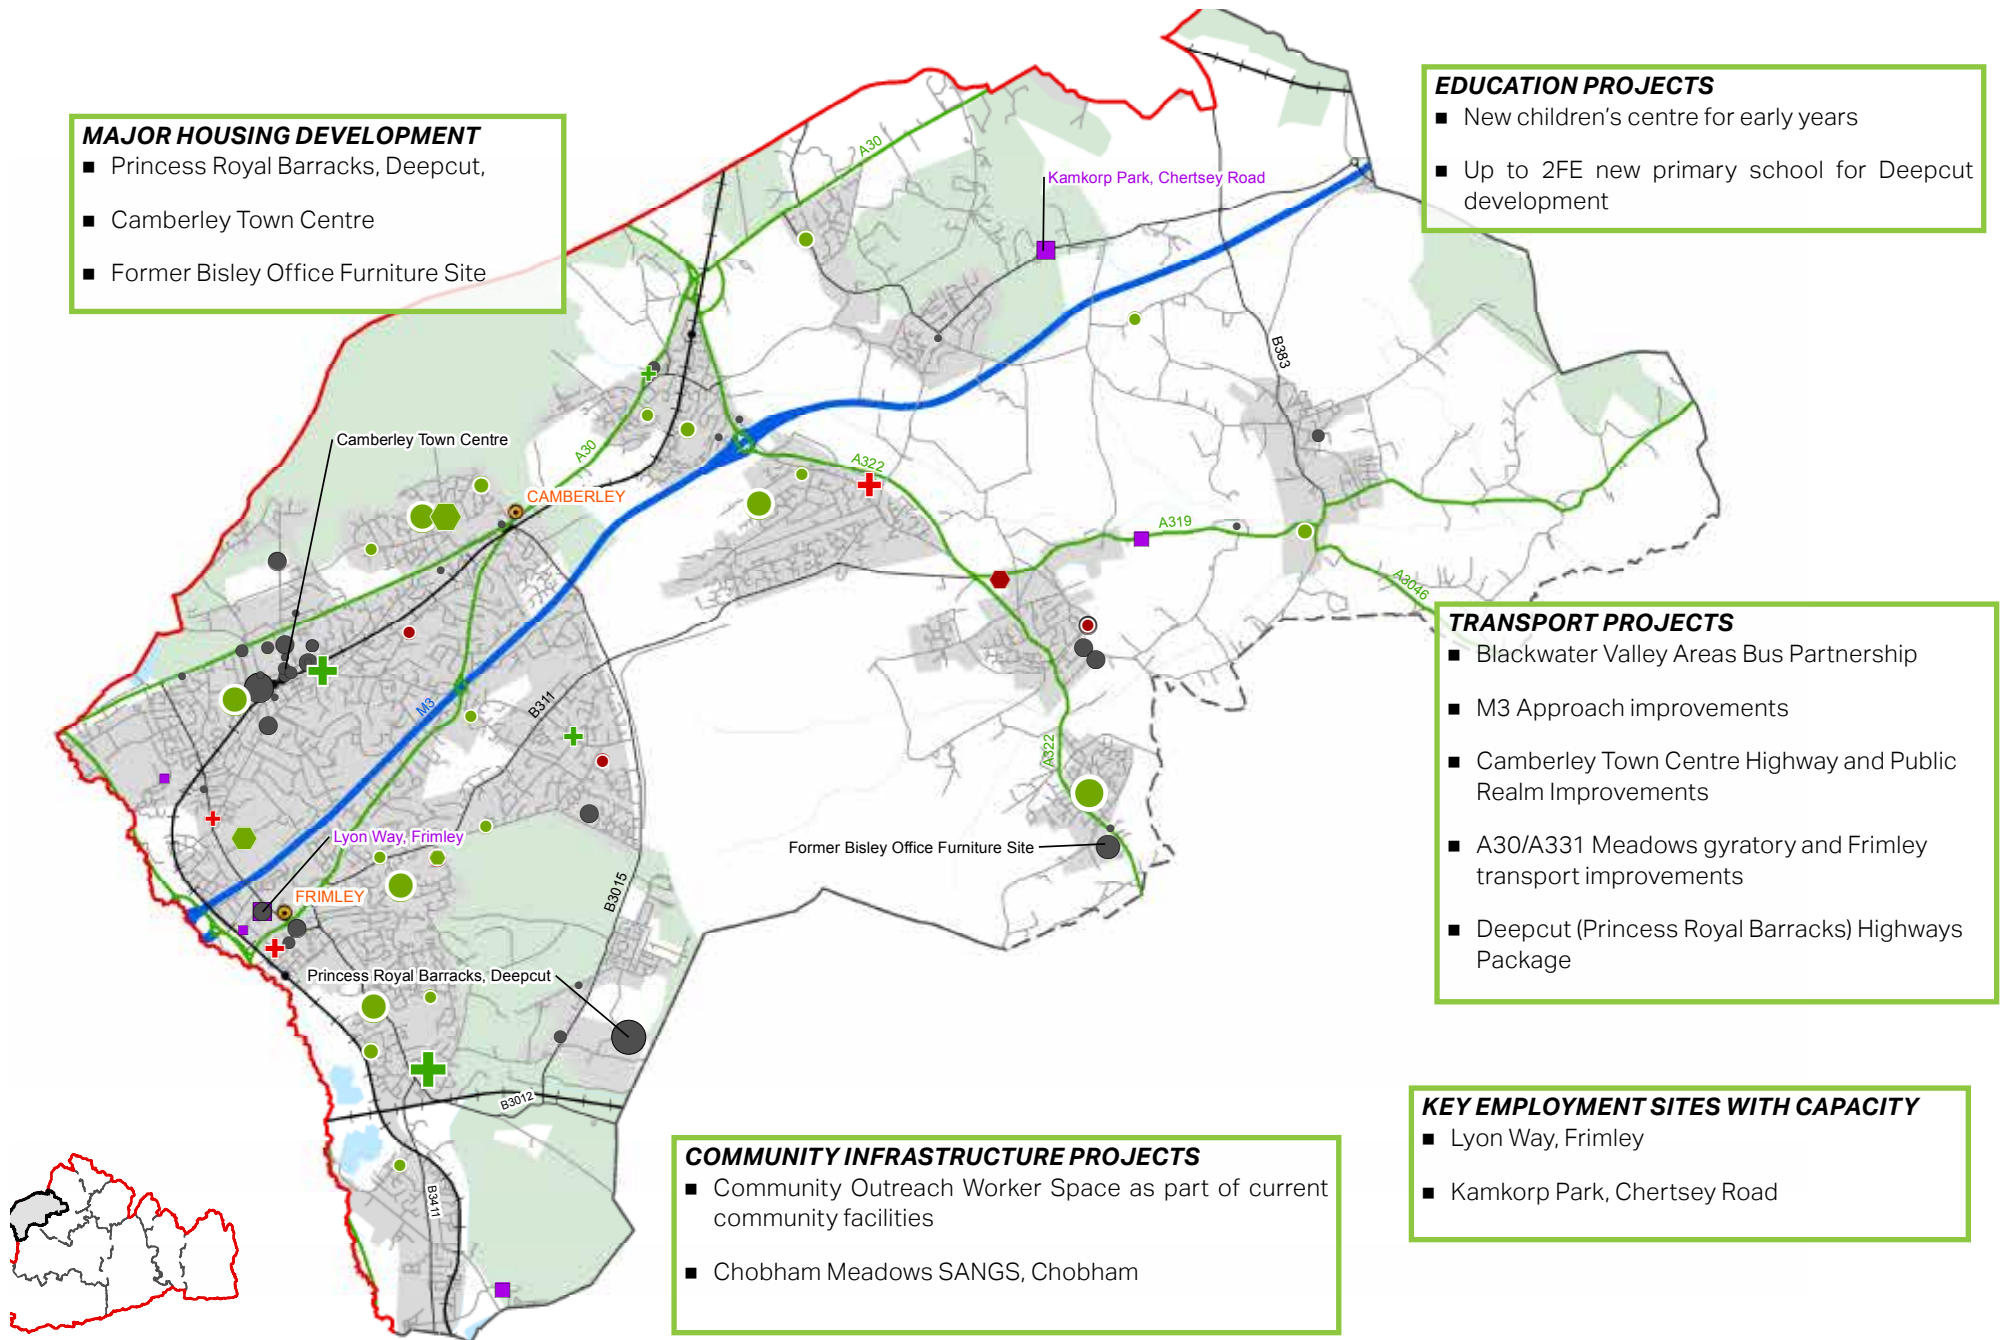 MAJOR HOUSING DEVELOPMENT
■ Princess Royal Barracks, Deepcut,
■ Camberley Town Centre
■ Former Bisley Office Furniture Site
EDUCATION PROJECTS
■ New children's centre for early years
■ Up to 2FE new primary school for Deepcut
development
A30
Kamkorp Park, Chertsey Road
B383
Camberley Town Centre
A30
A322
CAMBERLEY
A319
A3046
TRANSPORT PROJECTS
■ Blackwater Valley Areas Bus Partnership
■ M3 Approach improvements
■ Camberley Town Centre Highway and Public
Realm Improvements
■ A30/A331 Meadows gyratory and Frimley
transport improvements
■ Deepcut (Princess Royal Barracks) Highways
Package
M3
B311
A322
Lyon Way, Frimley
Former Bisley Office Furniture Site
FRIMLEY
B3015
Princess Royal Barracks, Deepcut
B3012
B3411
COMMUNITY INFRASTRUCTURE PROJECTS
■ Community Outreach Worker Space as part of current
community facilities
■ Chobham Meadows SANGS, Chobham
KEY EMPLOYMENT SITES WITH CAPACITY
■ Lyon Way, Frimley
■ Kamkorp Park, Chertsey Road